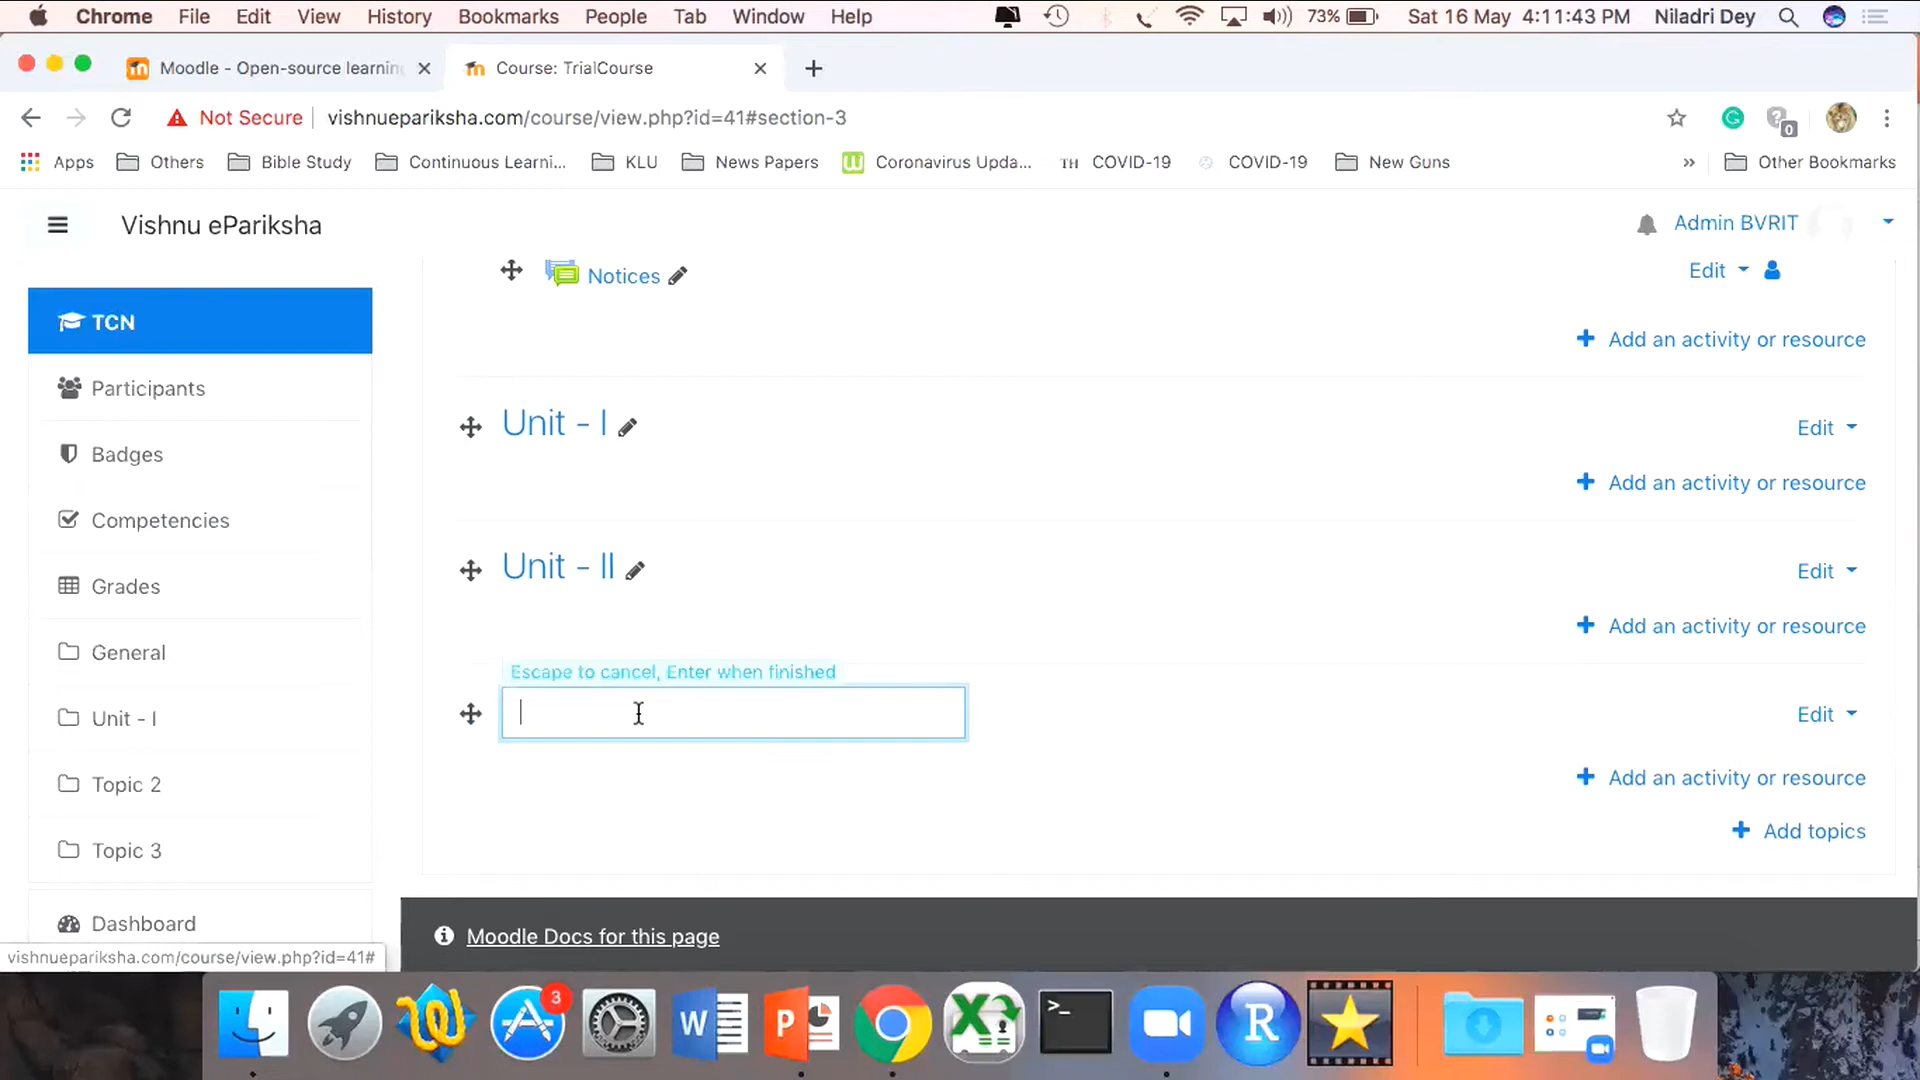 Chrome File Edit View History Bookmarks People Tab Window Help 73% Sat 16 May 4:11:43 PM Niladri Dey
Moodle - Open-source learning Course: TrialCourse
Not Secure vishnuepariksha.com/course/view.php?id=41#section-3
0
Apps Others Bible Study Continuous Learni... KLU News Papers Coronavirus Upda... TH COVID-19 COVID-19 New Guns » Other Bookmarks
Vishnu ePariksha Admin BVRIT
Notices Edit
TCN
Add an activity or resource
Participants
Unit - I Edit
Badges
Add an activity or resource
Competencies
Unit - II Edit
Grades
Add an activity or resource
General
Escape to cancel, Enter when finished
Unit - I Edit
Topic 2 Add an activity or resource
Add topics
Topic 3
Dashboard Moodle Docs for this page
vishnuepariksha.com/course/view.php?id=41#
3
W P X >_ R